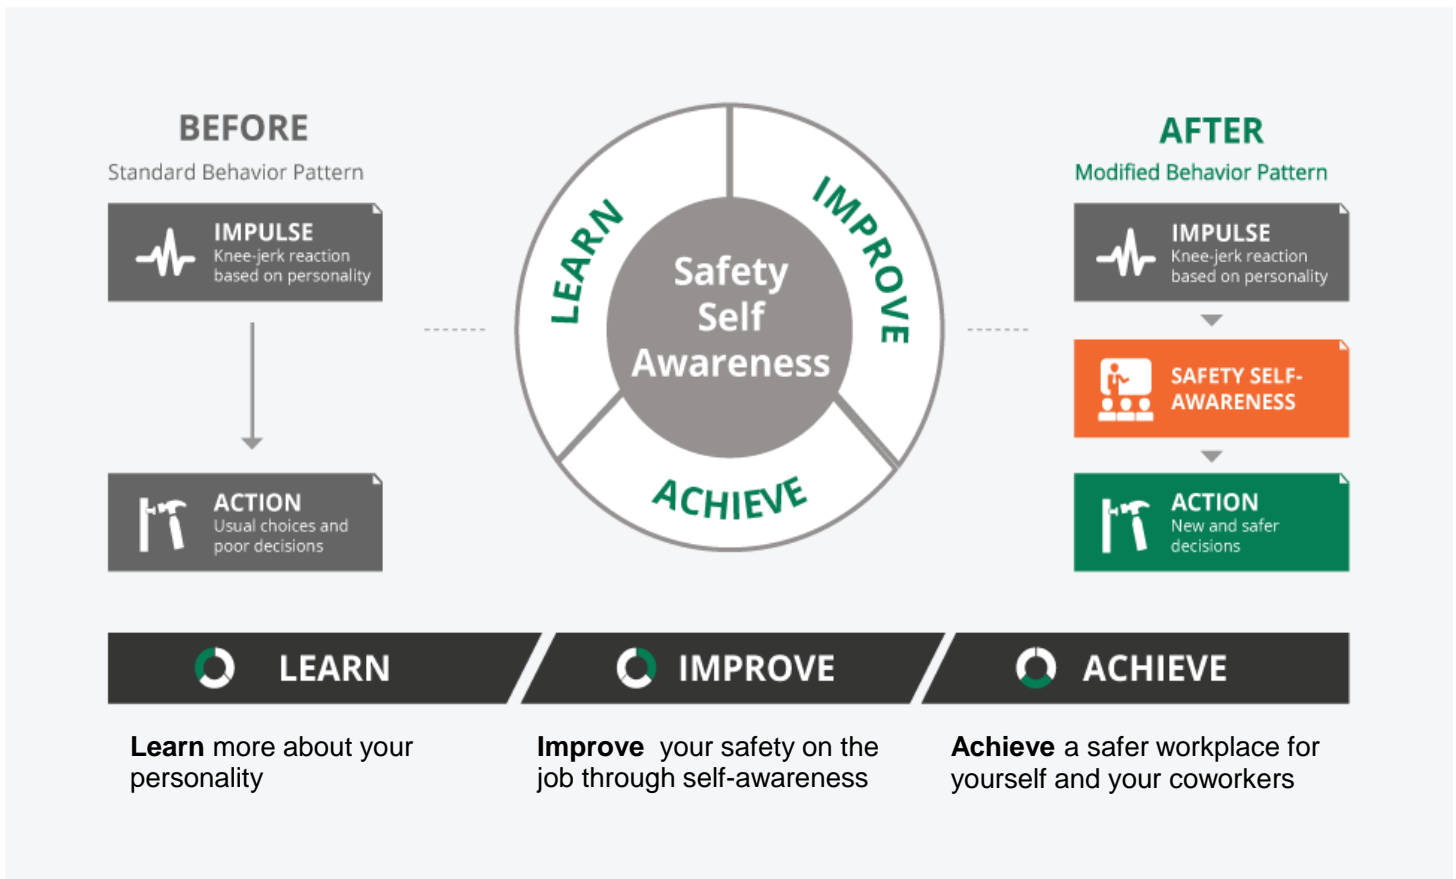 BEFORE
Standard Behavior Pattern
IMPULSE
Knee-jerk reaction
based on personality
ACTION
Usual choices and
poor decisions
LEARN
IMPROVE
ACHIEVE
Safety
Self
Awareness
AFTER
Modified Behavior Pattern
IMPULSE
Knee-jerk reaction
based on personality
SAFETY SELF-
AWARENESS
ACTION
New and safer
decisions
LEARN
IMPROVE
ACHIEVE
Learn more about your
personality
Improve your safety on the
job through self-awareness
Achieve a safer workplace for
yourself and your coworkers